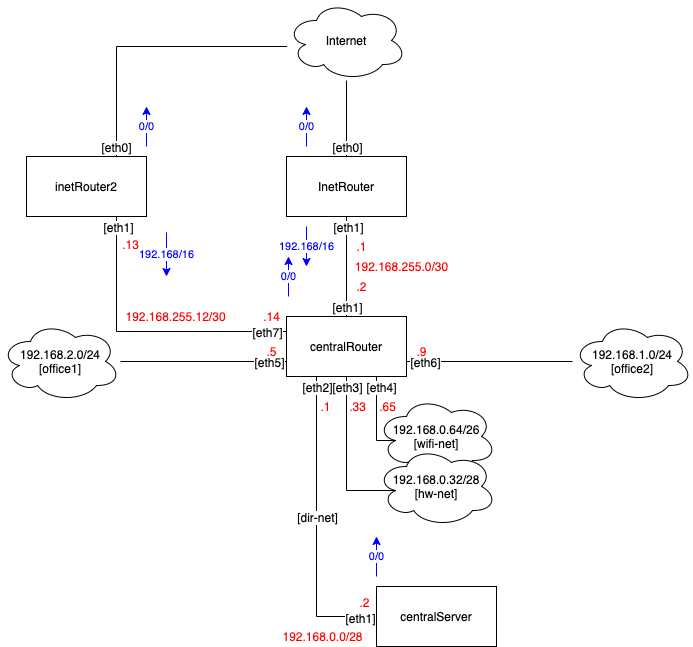 Internet
0/0
0/0
[eth0]
[eth0]
inetRouter2
InetRouter
[eth1]
[eth1]
.13
192.168/16
192.168/16
.1
192.168.255.0/30
0/0
.2
[eth1]
192.168.255.12/30
.14
[eth7]
centralRouter
192.168.2.0/24
[office1]
.5
[eth5]
.9
[eth6]
192.168.1.0/24
[office2]
[eth2]
[eth3]
[eth4]
.1
.33
.65
192.168.0.64/26
[wifi-net]
192.168.0.32/28
[hw-net]
[dir-net]
0/0
.2
[eth1]
centralServer
192.168.0.0/28